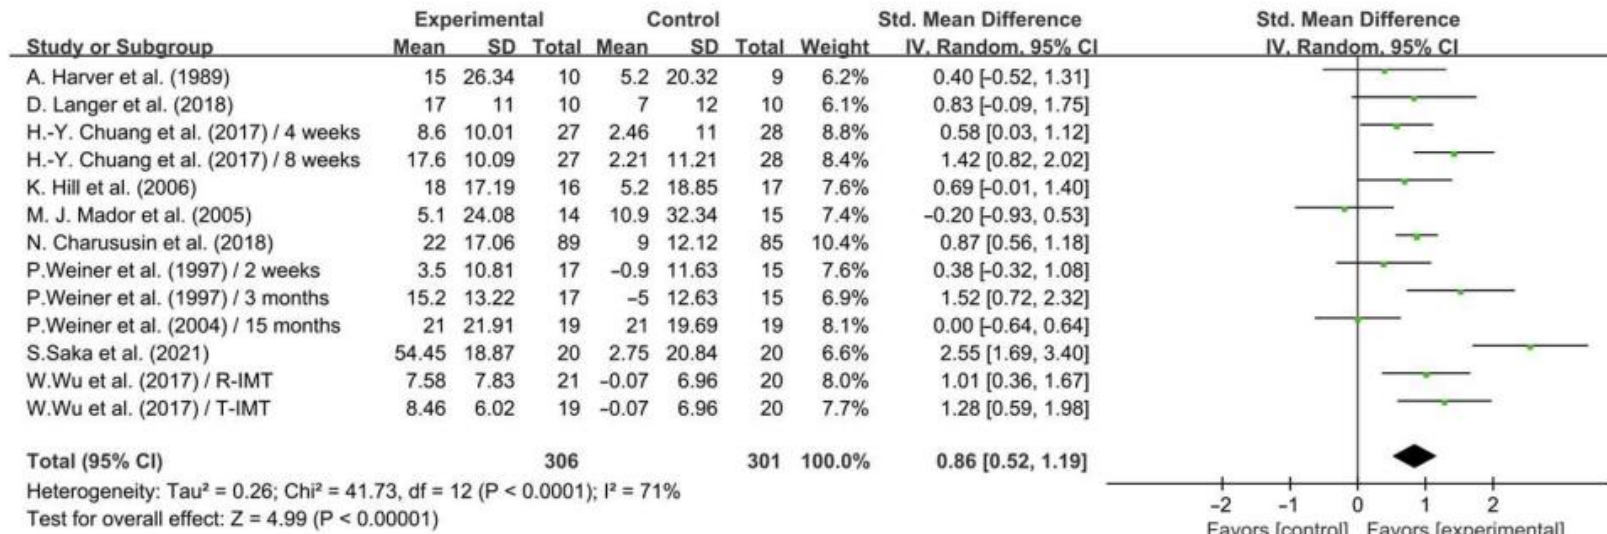 Experimental Control Std. Mean Difference Std. Mean Difference
Study or Subgroup Mean SD Total Mean SD Total Weight IV, Random, 95% CI IV, Random, 95% CI
A. Harver et al. (1989) 15 26.34 10 5.2 20.32 9 6.2% 0.40 [–0.52, 1.31]
D. Langer et al. (2018) 17 11 10 7 12 10 6.1% 0.83 [–0.09, 1.75]
H.-Y. Chuang et al. (2017) / 4 weeks 8.6 10.01 27 2.46 11 28 8.8% 0.58 [0.03, 1.12]
H.-Y. Chuang et al. (2017) / 8 weeks 17.6 10.09 27 2.21 11.21 28 8.4% 1.42 [0.82, 2.02]
K. Hill et al. (2006) 18 17.19 16 5.2 18.85 17 7.6% 0.69 [–0.01, 1.40]
M. J. Mador et al. (2005) 5.1 24.08 14 10.9 32.34 15 7.4% –0.20 [–0.93, 0.53]
N. Charususin et al. (2018) 22 17.06 89 9 12.12 85 10.4% 0.87 [0.56, 1.18]
P.Weiner et al. (1997) / 2 weeks 3.5 10.81 17 –0.9 11.63 15 7.6% 0.38 [–0.32, 1.08]
P.Weiner et al. (1997) / 3 months 15.2 13.22 17 –5 12.63 15 6.9% 1.52 [0.72, 2.32]
P.Weiner et al. (2004) / 15 months 21 21.91 19 21 19.69 19 8.1% 0.00 [–0.64, 0.64]
S.Saka et al. (2021) 54.45 18.87 20 2.75 20.84 20 6.6% 2.55 [1.69, 3.40]
W.Wu et al. (2017) / R-IMT 7.58 7.83 21 –0.07 6.96 20 8.0% 1.01 [0.36, 1.67]
W.Wu et al. (2017) / T-IMT 8.46 6.02 19 –0.07 6.96 20 7.7% 1.28 [0.59, 1.98]
Total (95% CI) 306 301 100.0% 0.86 [0.52, 1.19]
Heterogeneity: Tau² = 0.26; Chi² = 41.73, df = 12 (P < 0.0001); I² = 71%
Test for overall effect: Z = 4.99 (P < 0.00001)
–2 –1 0 1 2
Favors [control] Favors [experimental]